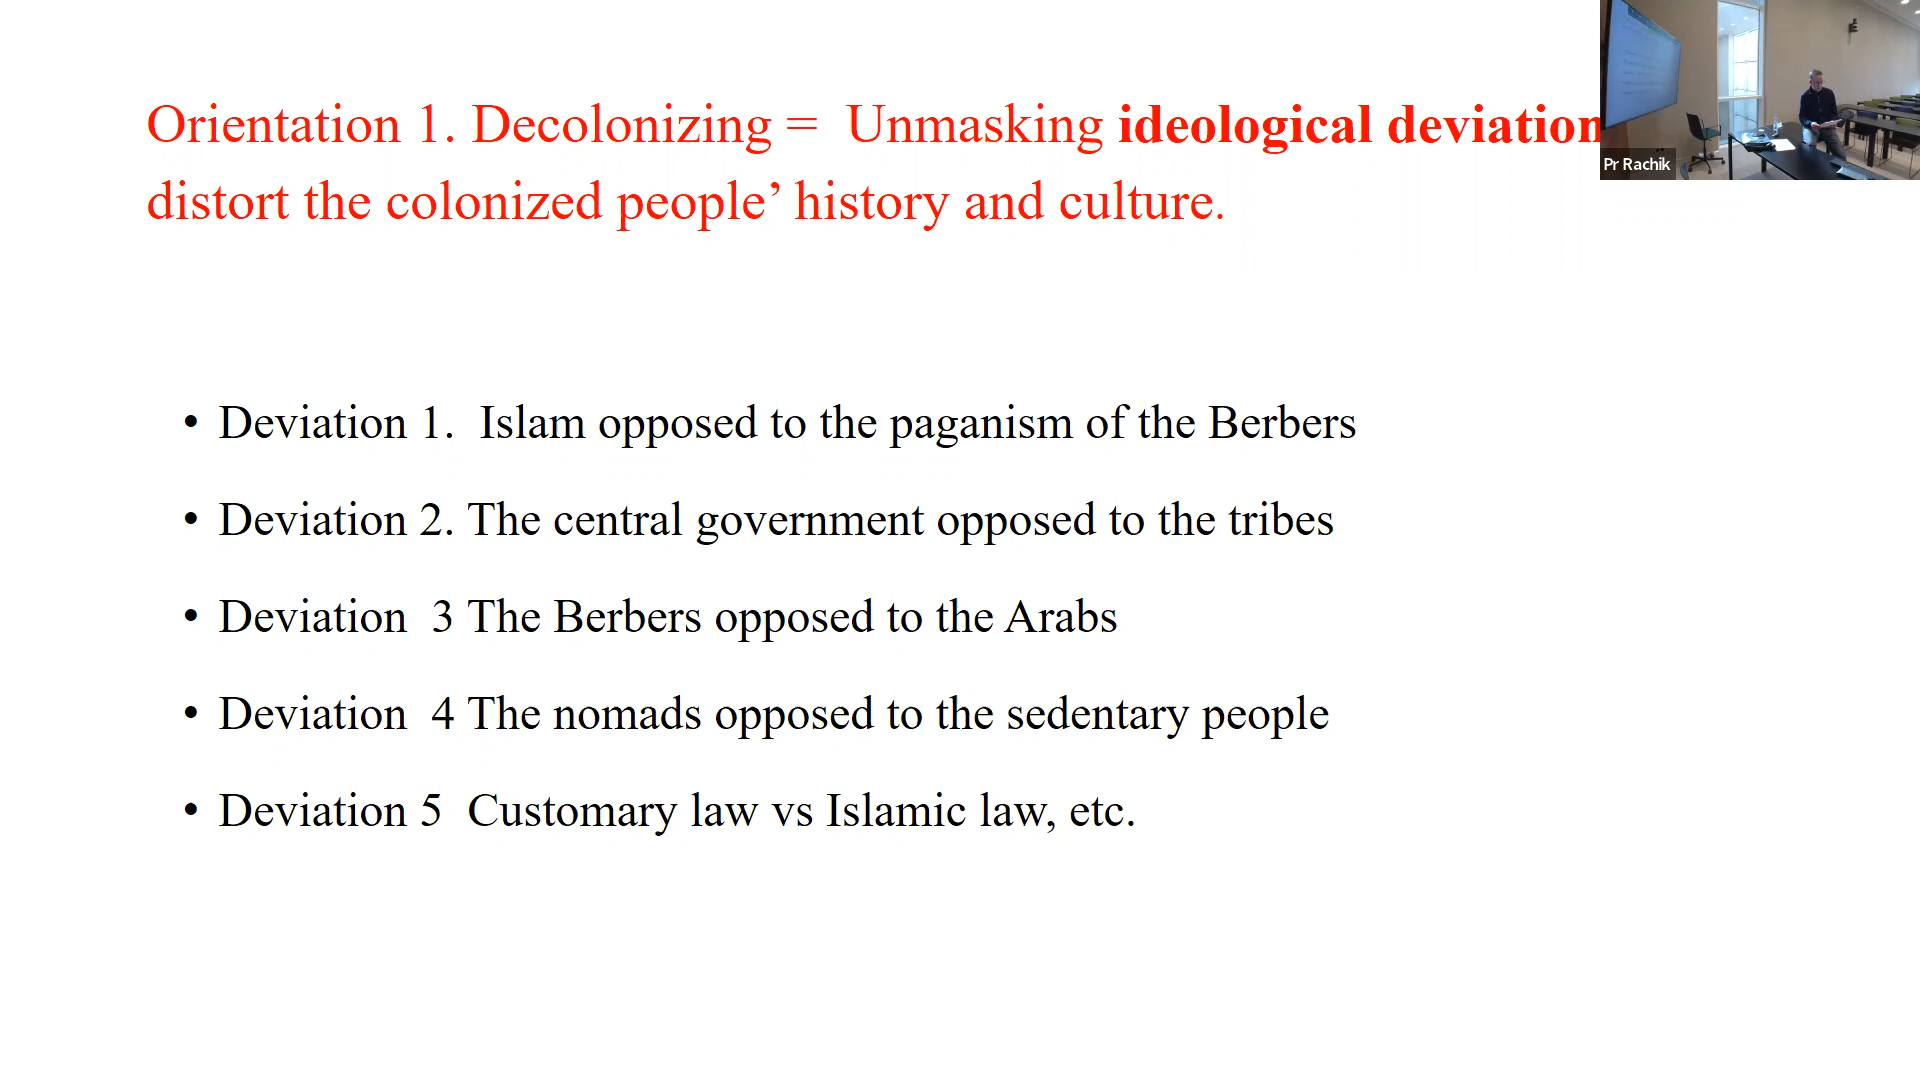 Orientation 1. Decolonizing = Unmasking ideological deviation
distort the colonized people’ history and culture.
• Deviation 1. Islam opposed to the paganism of the Berbers
• Deviation 2. The central government opposed to the tribes
• Deviation 3 The Berbers opposed to the Arabs
• Deviation 4 The nomads opposed to the sedentary people
• Deviation 5 Customary law vs Islamic law, etc.
Pr Rachik